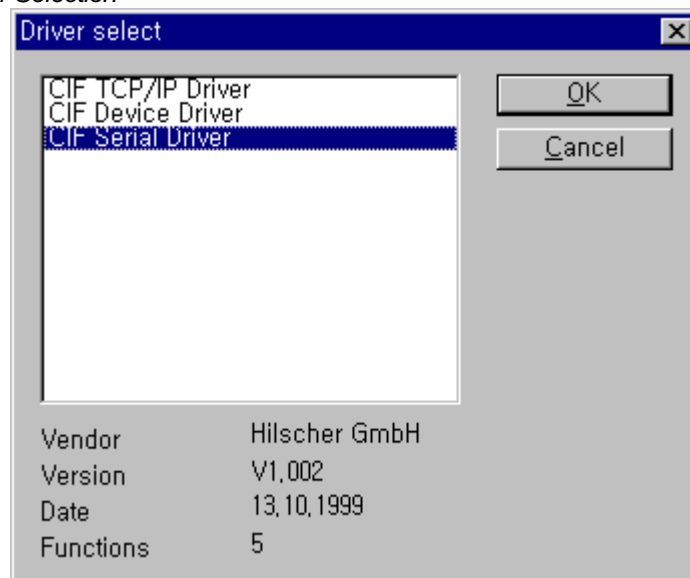 Selection
Driver select
CIF TCP/IP Driver
CIF Device Driver
CIF Serial Driver
OK
Cancel
Vendor Hilscher GmbH
Version V1,002
Date 13,10,1999
Functions 5